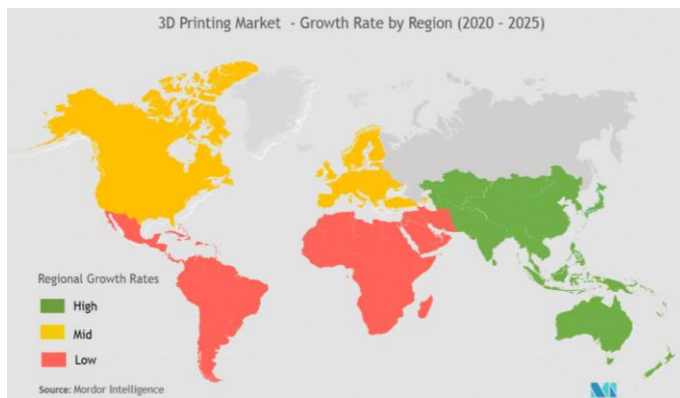 3D Printing Market - Growth Rate by Region (2020 - 2025)
Regional Growth Rates
High
Mid
Low
Source: Mordor Intelligence